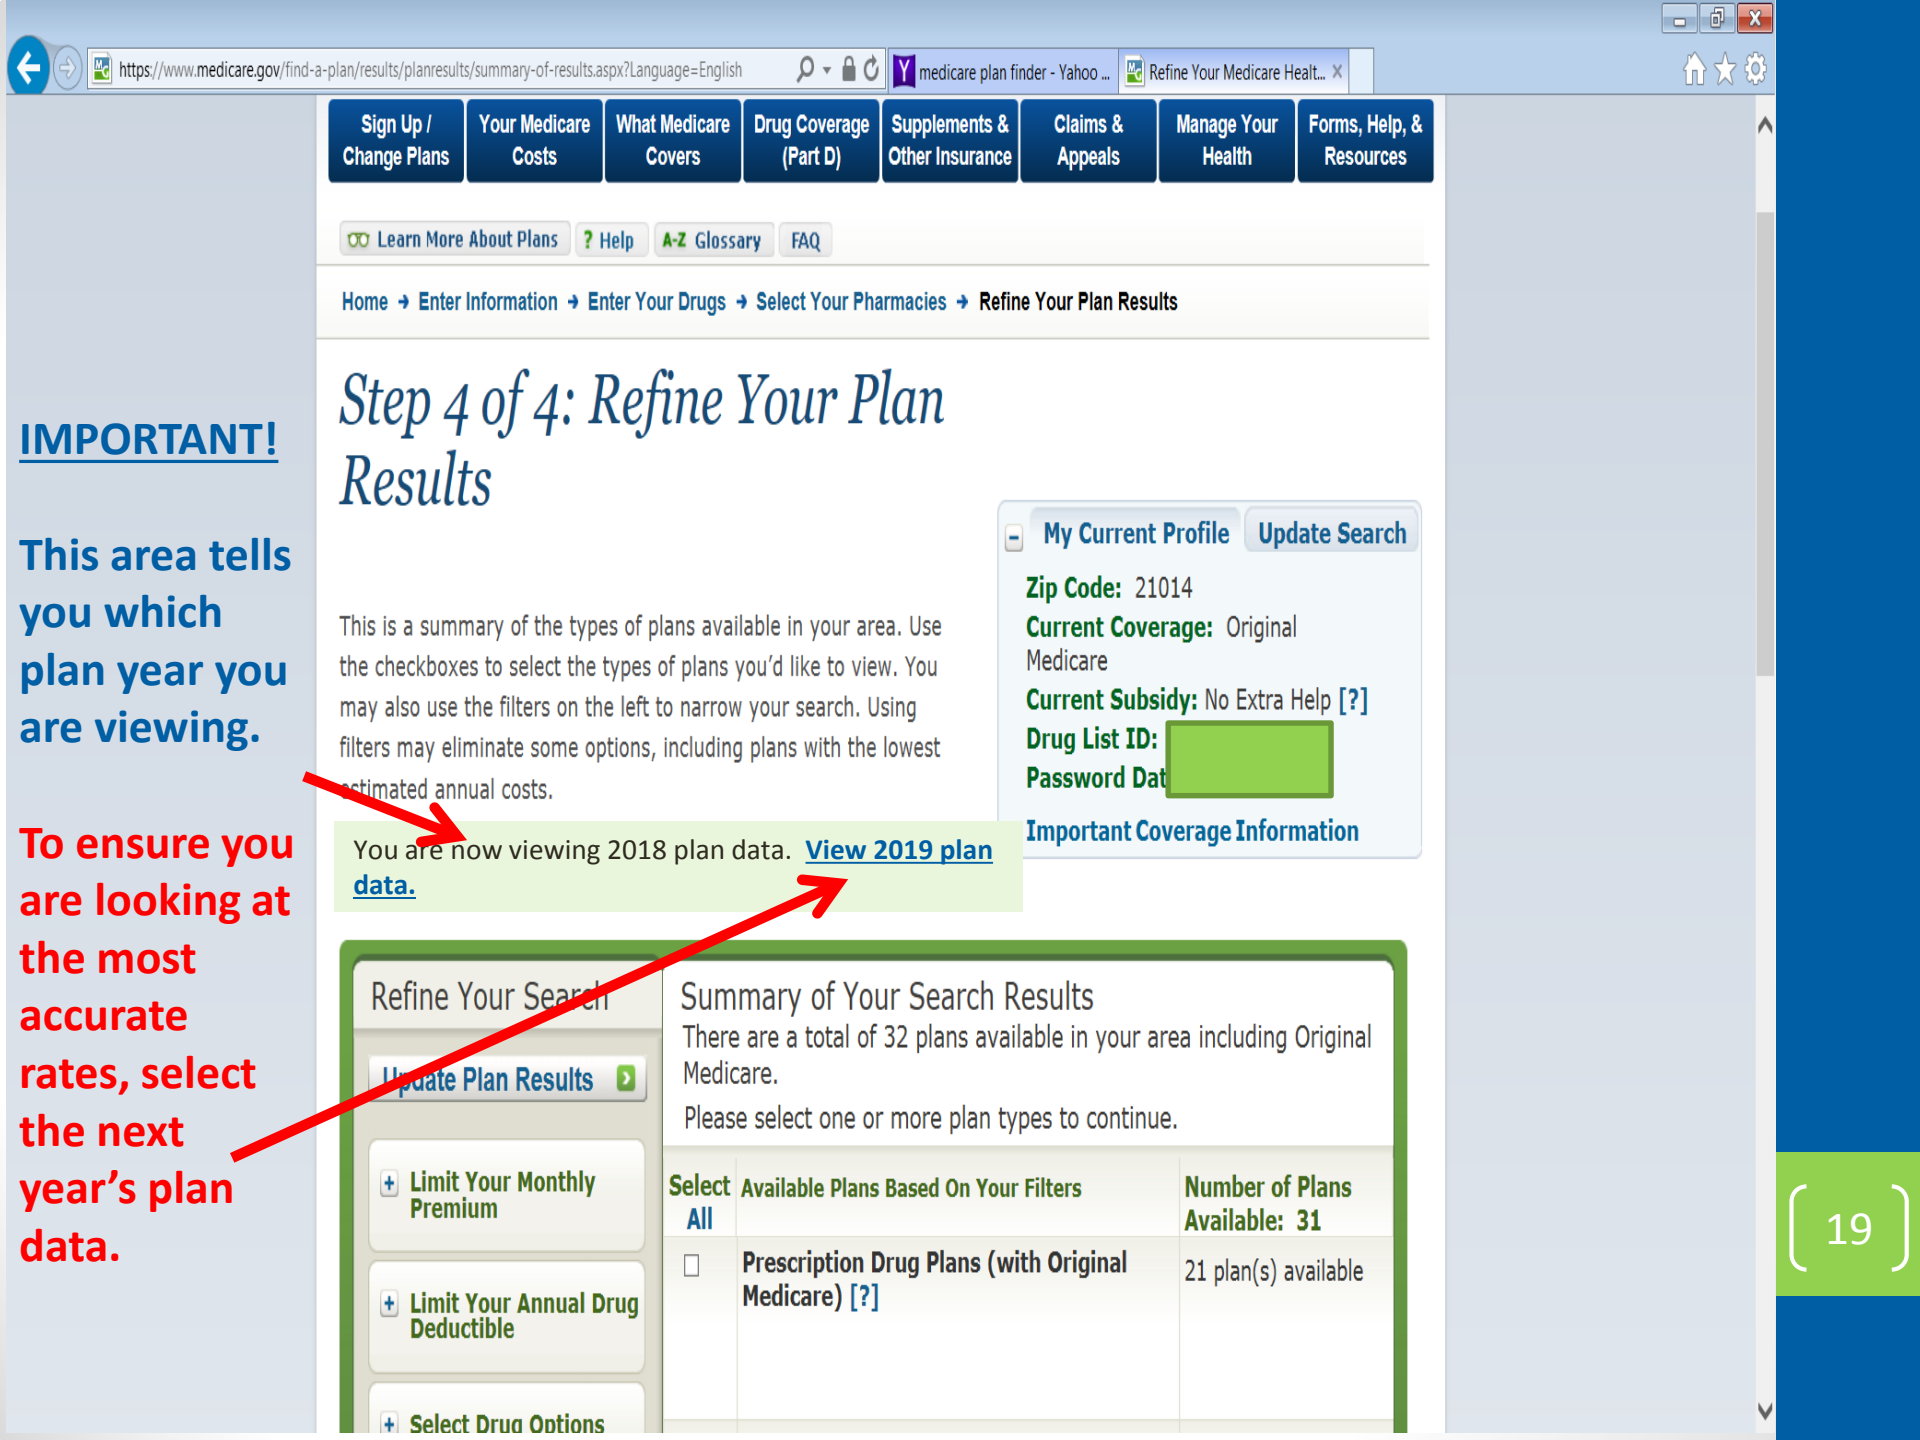 https://www.medicare.gov/find-a-plan/results/planresults/summary-of-results.aspx?Language=English
medicare plan finder - Yahoo ...
Refine Your Medicare Healt...
Sign Up / Change Plans
Your Medicare Costs
What Medicare Covers
Drug Coverage (Part D)
Supplements & Other Insurance
Claims & Appeals
Manage Your Health
Forms, Help, & Resources
Learn More About Plans
? Help
A-Z Glossary
FAQ
Home → Enter Information → Enter Your Drugs → Select Your Pharmacies → Refine Your Plan Results
Step 4 of 4: Refine Your Plan
Results
IMPORTANT!
This area tells
you which
plan year you
are viewing.
To ensure you
are looking at
the most
accurate
rates, select
the next
year's plan
data.
My Current Profile
Update Search
Zip Code: 21014
Current Coverage: Original
Medicare
Current Subsidy: No Extra Help [?]
Drug List ID:
Password Dat
Important Coverage Information
This is a summary of the types of plans available in your area. Use
the checkboxes to select the types of plans you'd like to view. You
may also use the filters on the left to narrow your search. Using
filters may eliminate some options, including plans with the lowest
estimated annual costs.
You are now viewing 2018 plan data. View 2019 plan
data.
Refine Your Search
Update Plan Results
Limit Your Monthly
Premium
Limit Your Annual Drug
Deductible
Select Drug Options
Summary of Your Search Results
There are a total of 32 plans available in your area including Original
Medicare.
Please select one or more plan types to continue.
Select
All
Available Plans Based On Your Filters
Number of Plans
Available: 31
Prescription Drug Plans (with Original
Medicare) [?]
21 plan(s) available
19